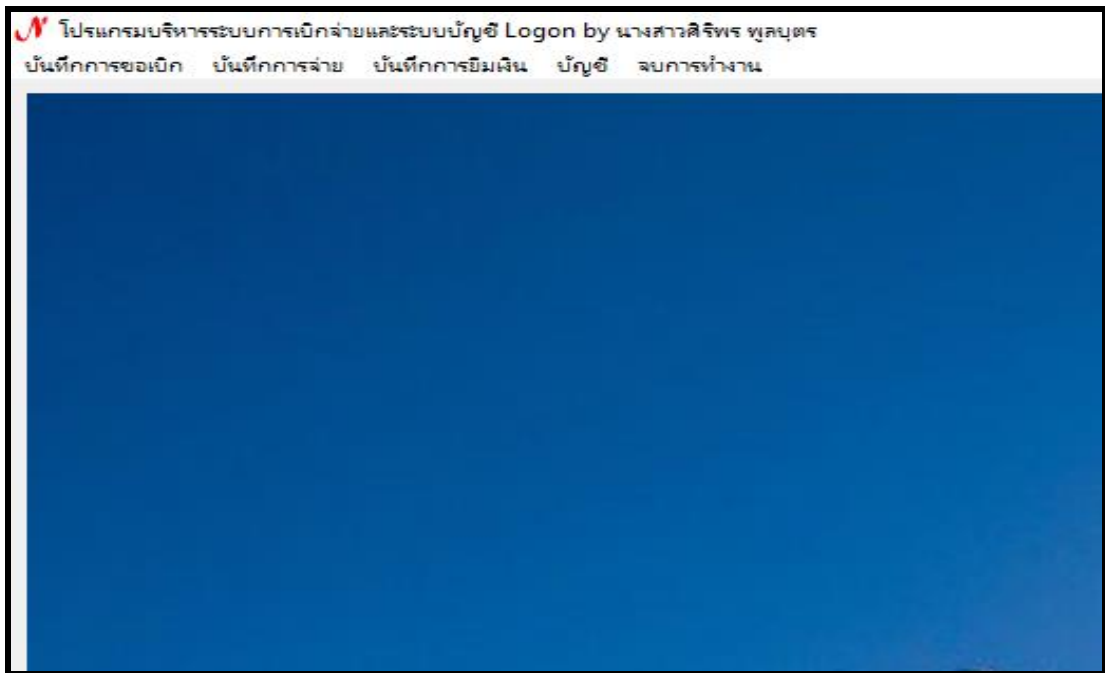 N โปรแกรมบริหารระบบการเบิกจ่ายและระบบบัญชี Logon by นางสาวศิริพร พูลบุตร
บันทึกการขอเบิก บันทึกการจ่าย บันทึกการยืมเงิน บัญชี จบการทำงาน